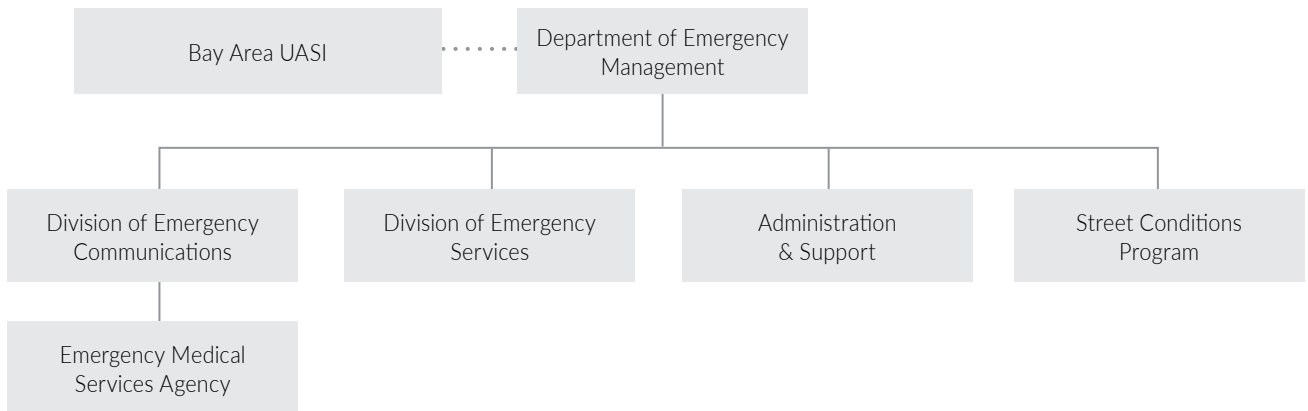 Bay Area UASI
Department of Emergency
Management
Division of Emergency
Communications
Division of Emergency
Services
Administration
& Support
Street Conditions
Program
Emergency Medical
Services Agency